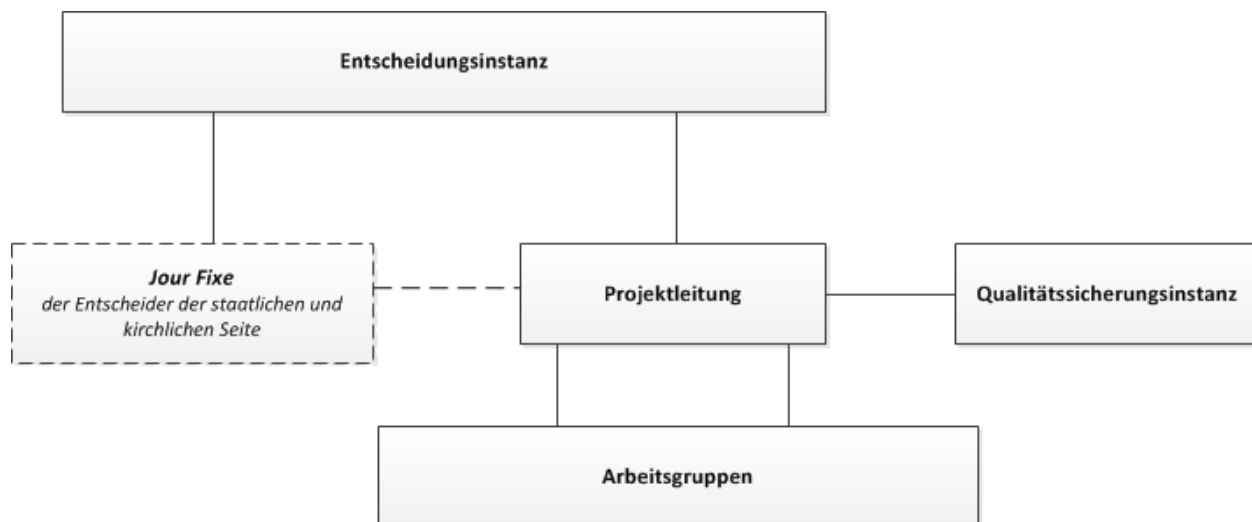 Entscheidungsinstanz
Jour Fixe
der Entscheider der staatlichen und
kirchlichen Seite
Projektleitung
Qualitätssicherungsinstanz
Arbeitsgruppen